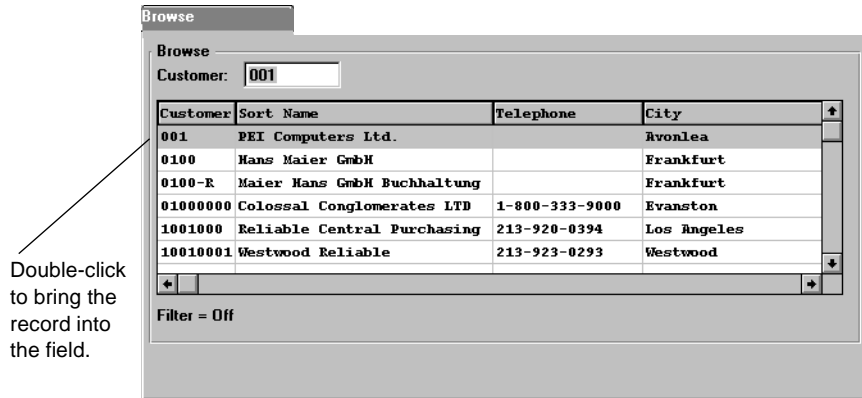 Browse
Browse
Customer: 001
Customer Sort Name Telephone City
001 PEI Computers Ltd. Avonlea
0100 Hans Maier GmbH Frankfurt
0100-R Maier Hans GmbH Buchhaltung Frankfurt
01000000 Colossal Conglomerates LTD 1-800-333-9000 Evanston
1001000 Reliable Central Purchasing 213-920-0394 Los Angeles
10010001 Westwood Reliable 213-923-0293 Westwood
Filter = Off
Double-click
to bring the
record into
the field.